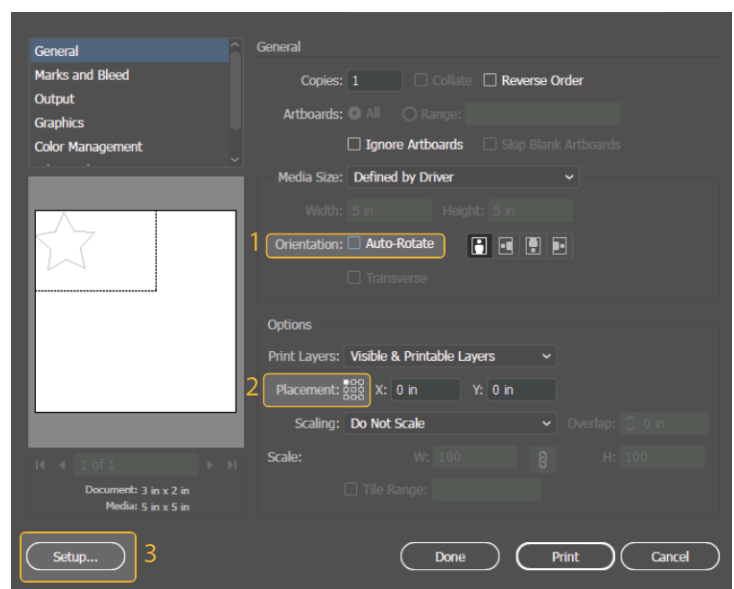 General
Marks and Bleed
Output
Graphics
Color Management
General
Copies: 1 Collate Reverse Order
Artboards: All Range:
Ignore Artboards Skip Blank Artboards
Media Size: Defined by Driver
Width: 5 in Height: 5 in
1 Orientation: Auto-Rotate
Transverse
Options
Print Layers: Visible & Printable Layers
2 Placement: X: 0 in Y: 0 in
Scaling: Do Not Scale Overlap: 0 in
Scale: W: 100 H: 100
Tile Range:
1 of 1
Document: 3 in x 2 in
Media: 5 in x 5 in
Setup... 3 Done Print Cancel